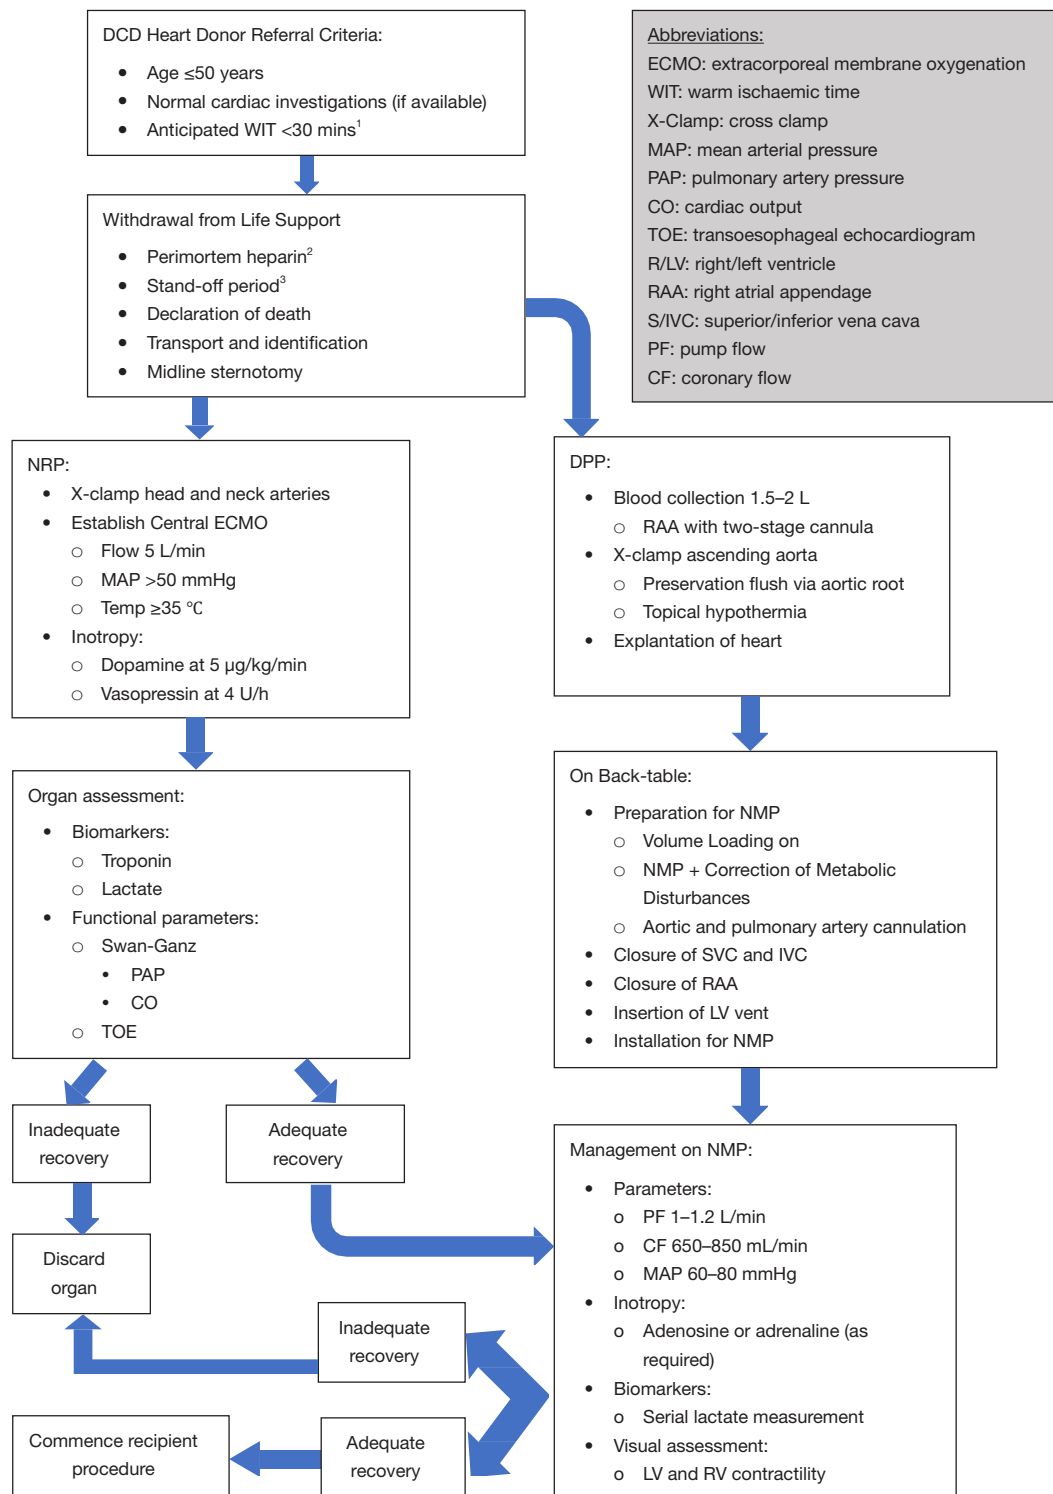 DCD Heart Donor Referral Criteria:
• Age ≤50 years
• Normal cardiac investigations (if available)
• Anticipated WIT <30 mins¹
Abbreviations:
ECMO: extracorporeal membrane oxygenation
WIT: warm ischaemic time
X-Clamp: cross clamp
MAP: mean arterial pressure
PAP: pulmonary artery pressure
CO: cardiac output
TOE: transoesophageal echocardiogram
R/LV: right/left ventricle
RAA: right atrial appendage
S/IVC: superior/inferior vena cava
PF: pump flow
CF: coronary flow
Withdrawal from Life Support
• Perimortem heparin²
• Stand-off period³
• Declaration of death
• Transport and identification
• Midline sternotomy
NRP:
• X-clamp head and neck arteries
• Establish Central ECMO
○ Flow 5 L/min
○ MAP >50 mmHg
○ Temp ≥35 ℃
• Inotropy:
○ Dopamine at 5 µg/kg/min
○ Vasopressin at 4 U/h
DPP:
• Blood collection 1.5–2 L
○ RAA with two-stage cannula
• X-clamp ascending aorta
○ Preservation flush via aortic root
○ Topical hypothermia
• Explantation of heart
Organ assessment:
• Biomarkers:
○ Troponin
○ Lactate
• Functional parameters:
○ Swan-Ganz
• PAP
• CO
○ TOE
On Back-table:
• Preparation for NMP
○ Volume Loading on
○ NMP + Correction of Metabolic
Disturbances
○ Aortic and pulmonary artery cannulation
• Closure of SVC and IVC
• Closure of RAA
• Insertion of LV vent
• Installation for NMP
Inadequate
recovery
Adequate
recovery
Discard
organ
Management on NMP:
• Parameters:
o PF 1–1.2 L/min
o CF 650–850 mL/min
o MAP 60–80 mmHg
• Inotropy:
o Adenosine or adrenaline (as
required)
• Biomarkers:
o Serial lactate measurement
• Visual assessment:
o LV and RV contractility
Inadequate
recovery
Adequate
recovery
Commence recipient
procedure